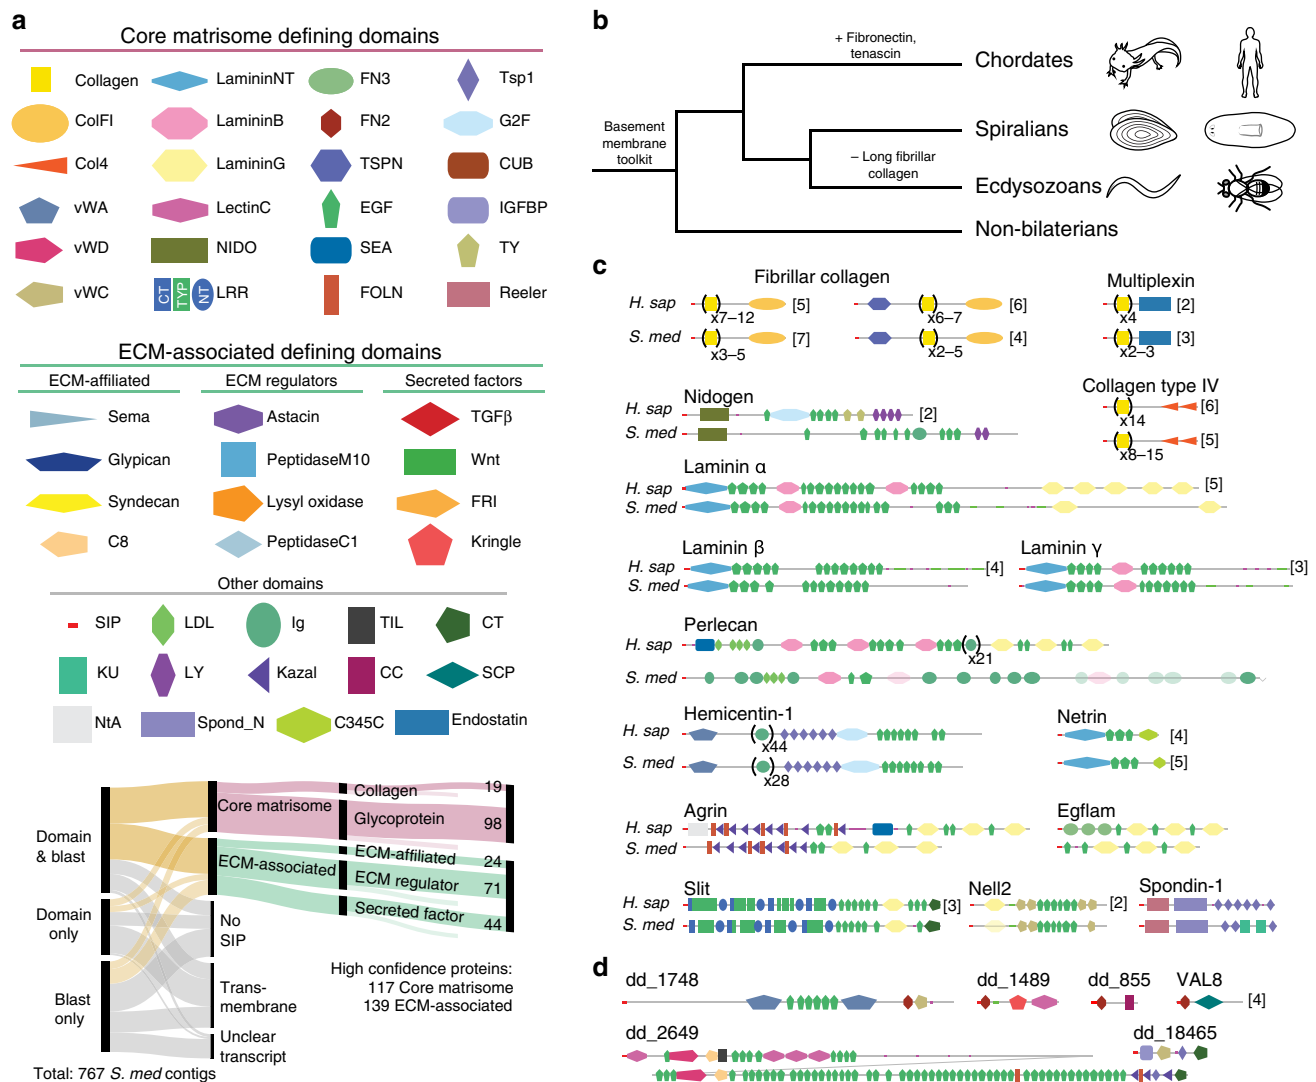 a
Core matrisome defining domains
Collagen
LamininNT
FN3
Tsp1
ColFI
LamininB
FN2
G2F
Col4
LamininG
TSPN
CUB
vWA
LectinC
EGF
IGFBP
vWD
NIDO
SEA
TY
vWC
CT
TYP
NT
LRR
FOLN
Reeler
ECM-associated defining domains
ECM-affiliated
ECM regulators
Secreted factors
Sema
Astacin
TGFβ
Glypican
PeptidaseM10
Wnt
Syndecan
Lysyl oxidase
FRI
C8
PeptidaseC1
Kringle
Other domains
SIP
LDL
Ig
TIL
CT
KU
LY
Kazal
CC
SCP
NtA
Spond_N
C345C
Endostatin
Domain
& blast
Domain
only
Blast
only
Core matrisome
ECM-associated
No
SIP
Trans-
membrane
Unclear
transcript
Collagen
19
Glycoprotein
98
ECM-affiliated
24
ECM regulator
71
Secreted factor
44
High confidence proteins:
117 Core matrisome
139 ECM-associated
Total: 767 S. med contigs
b
Basement
membrane
toolkit
+ Fibronectin,
tenascin
– Long fibrillar
collagen
Chordates
Spiralians
Ecdysozoans
Non-bilaterians
c
Fibrillar collagen
Multiplexin
H. sap
x7–12
[5]
x6–7
[6]
x4
[2]
S. med
x3–5
[7]
x2–5
[4]
x2–3
[3]
Nidogen
H. sap
[2]
S. med
Collagen type IV
[6]
x14
[5]
x8–15
Laminin α
H. sap
[5]
S. med
Laminin β
H. sap
[4]
S. med
Laminin γ
[3]
Perlecan
H. sap
x21
S. med
Hemicentin-1
H. sap
x44
S. med
x28
Netrin
[4]
[5]
Agrin
H. sap
S. med
Egflam
Slit
H. sap
[3]
S. med
Nell2
[2]
Spondin-1
d
dd_1748
dd_1489
dd_855
VAL8
[4]
dd_2649
dd_18465